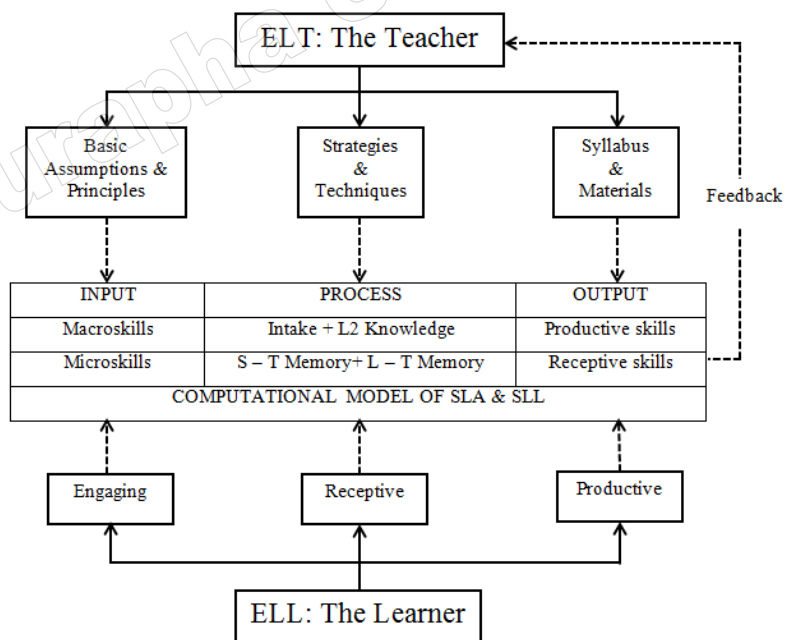 ELT: The Teacher
Basic
Assumptions &
Principles
Strategies
&
Techniques
Syllabus
&
Materials
Feedback
INPUT PROCESS OUTPUT
Macroskills Intake + L2 Knowledge Productive skills
Microskills S – T Memory+ L – T Memory Receptive skills
COMPUTATIONAL MODEL OF SLA & SLL
Engaging
Receptive
Productive
ELL: The Learner